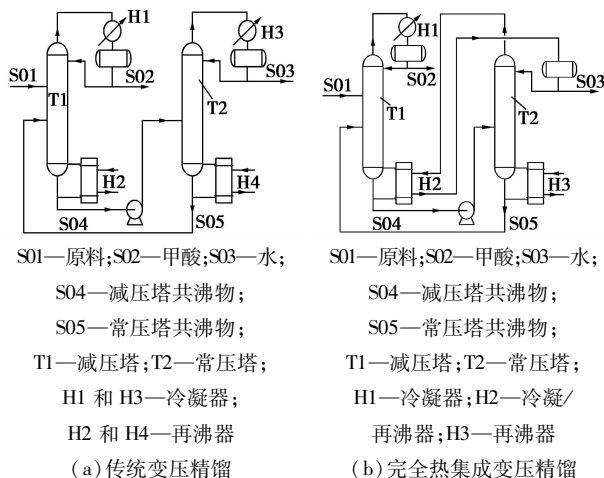 H1
H3
S01
S02
S03
T1
T2
H2
H4
S04
S05
S01—原料;S02—甲酸;S03—水;
S04—减压塔共沸物;
S05—常压塔共沸物;
T1—减压塔;T2—常压塔;
H1 和 H3—冷凝器;
H2 和 H4—再沸器
(a)传统变压精馏
H1
S01
S02
S03
T1
T2
H2
H3
S04
S05
S01—原料;S02—甲酸;S03—水;
S04—减压塔共沸物;
S05—常压塔共沸物;
T1—减压塔;T2—常压塔;
H1—冷凝器;H2—冷凝/
再沸器;H3—再沸器
(b)完全热集成变压精馏